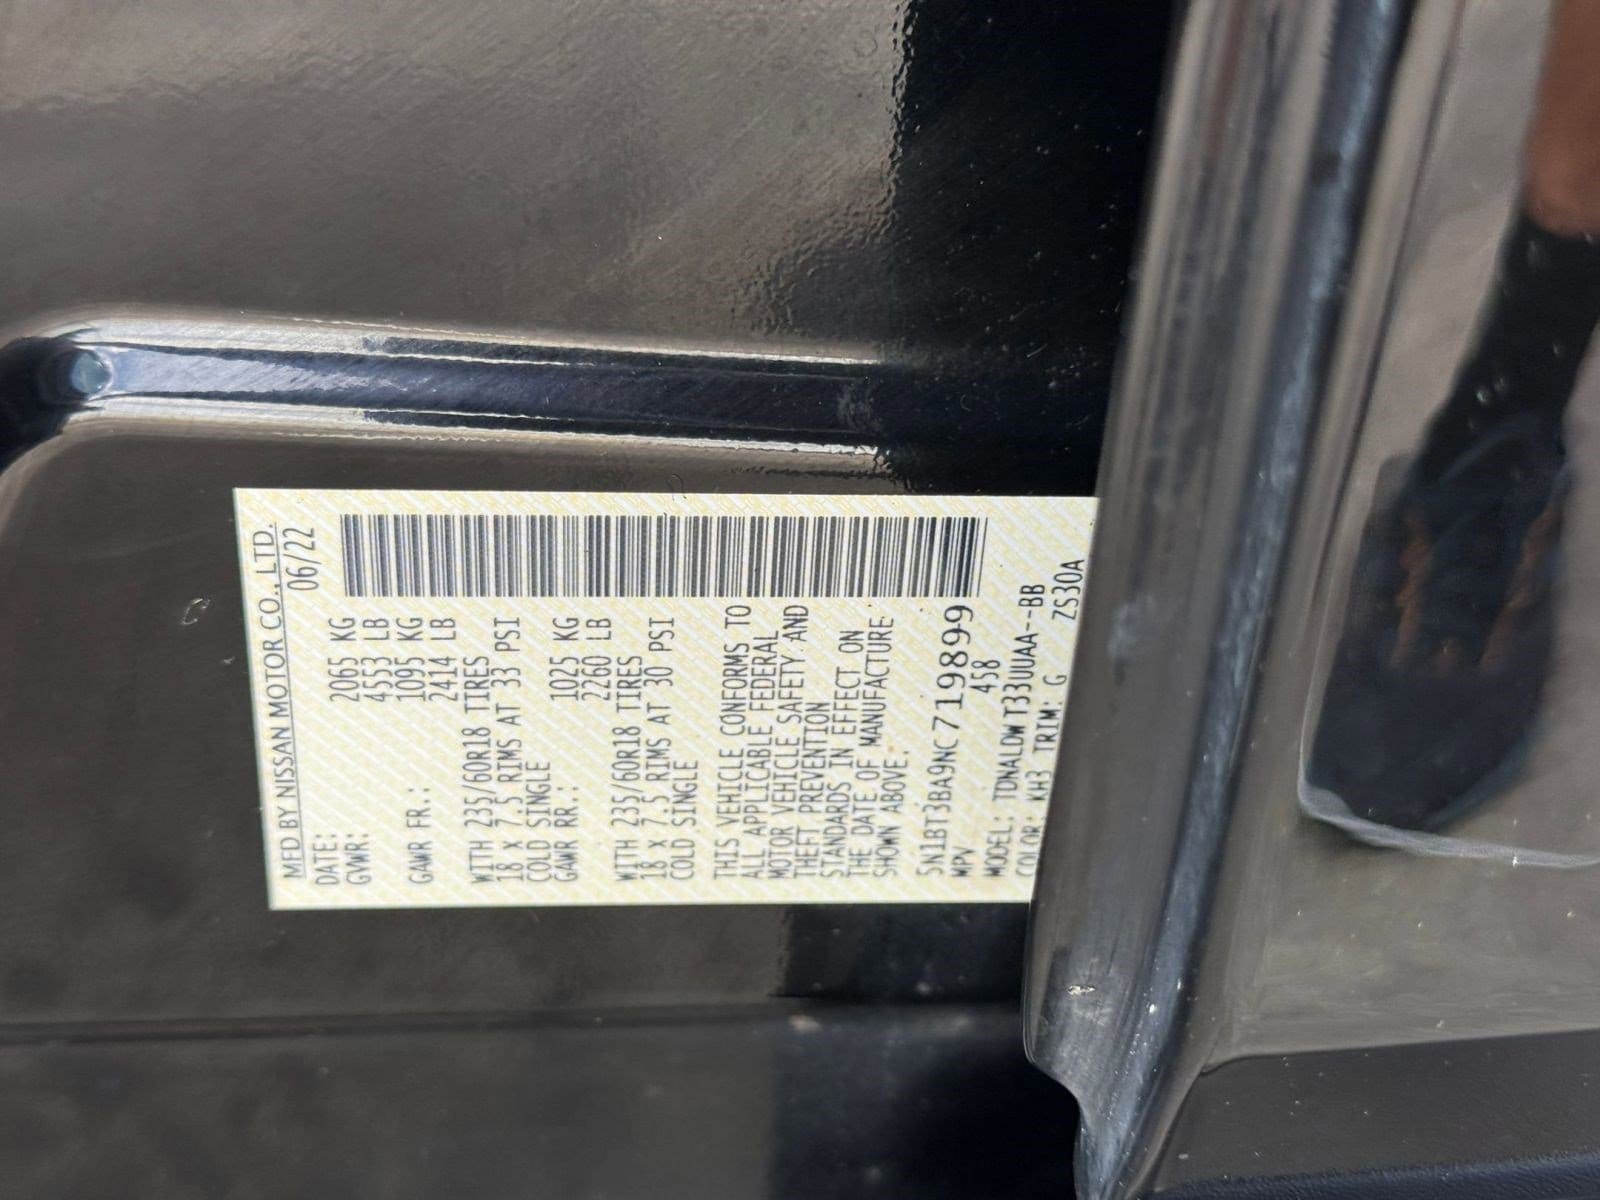 MFD BY NISSAN MOTOR CO., LTD.
DATE: 06/22
GVWR: 2065 KG
4553 LB
GAWR FR.: 1095 KG
2414 LB
WITH 235/60R18 TIRES
18 x 7.5 RIMS AT 33 PSI
COLD SINGLE
GAWR RR.: 1025 KG
2260 LB
WITH 235/60R18 TIRES
18 x 7.5 RIMS AT 30 PSI
COLD SINGLE
THIS VEHICLE CONFORMS TO
ALL APPLICABLE FEDERAL
MOTOR VEHICLE SAFETY AND
THEFT PREVENTION
STANDARDS IN EFFECT ON
THE DATE OF MANUFACTURE
SHOWN ABOVE.
5N1BT3BA9NC719899
MPV 458
MODEL: TDNALDWT33UUAA--BB
COLOR: KH3 TRIM: G ZS30A